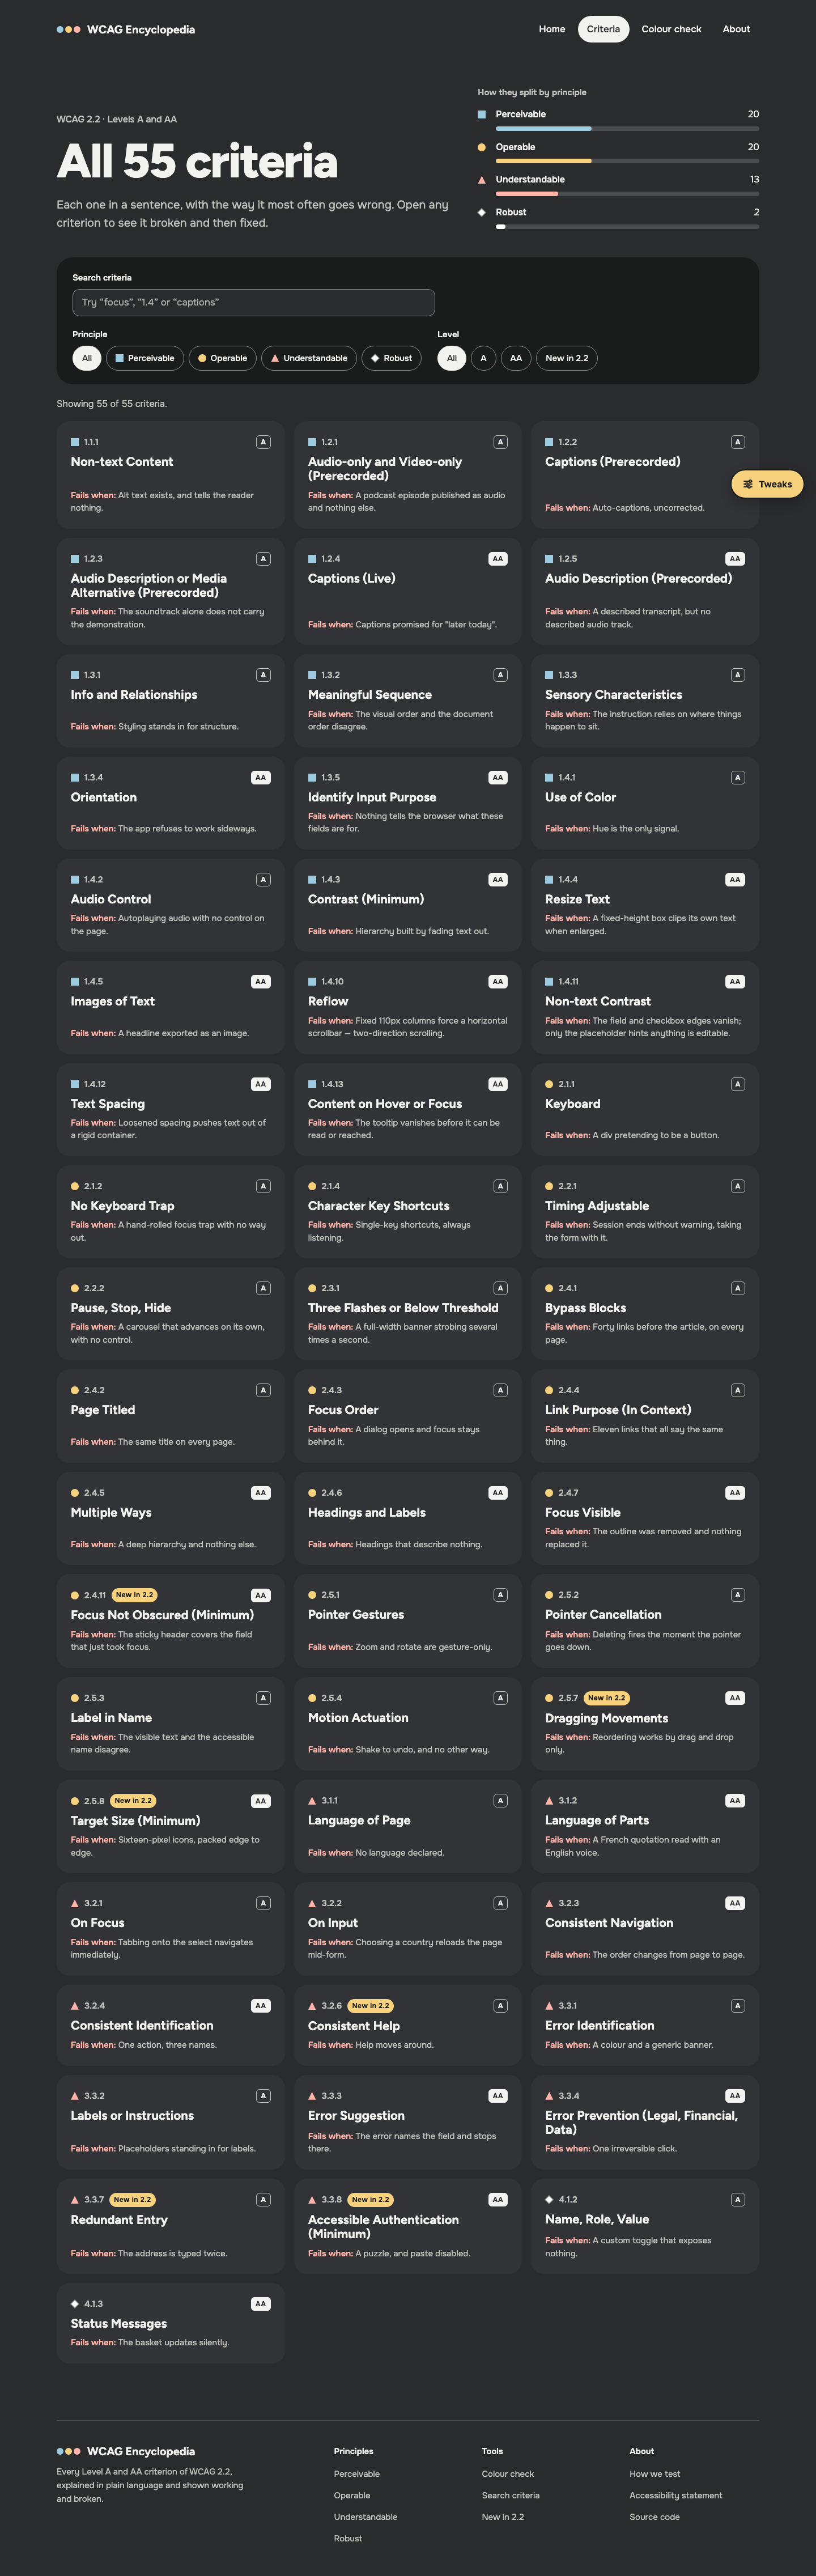 WCAG Encyclopedia
Home
Criteria
Colour check
About
WCAG 2.2 · Levels A and AA
All 55 criteria
Each one in a sentence, with the way it most often goes wrong. Open any
criterion to see it broken and then fixed.
How they split by principle
Perceivable 20
Operable 20
Understandable 13
Robust 2
Search criteria
Try "focus", "1.4" or "captions"
Principle
All
Perceivable
Operable
Understandable
Robust
Level
All
A
AA
New in 2.2
Showing 55 of 55 criteria.
1.1.1 A
Non-text Content
Fails when: Alt text exists, and tells the reader
nothing.
1.2.1 A
Audio-only and Video-only
(Prerecorded)
Fails when: A podcast episode published as audio
and nothing else.
1.2.2 A
Captions (Prerecorded)
Fails when: Auto-captions, uncorrected.
Tweaks
1.2.3 A
Audio Description or Media
Alternative (Prerecorded)
Fails when: The soundtrack alone does not carry
the demonstration.
1.2.4 AA
Captions (Live)
Fails when: Captions promised for "later today".
1.2.5 AA
Audio Description (Prerecorded)
Fails when: A described transcript, but no
described audio track.
1.3.1 A
Info and Relationships
Fails when: Styling stands in for structure.
1.3.2 A
Meaningful Sequence
Fails when: The visual order and the document
order disagree.
1.3.3 A
Sensory Characteristics
Fails when: The instruction relies on where things
happen to sit.
1.3.4 AA
Orientation
Fails when: The app refuses to work sideways.
1.3.5 AA
Identify Input Purpose
Fails when: Nothing tells the browser what these
fields are for.
1.4.1 A
Use of Color
Fails when: Hue is the only signal.
1.4.2 A
Audio Control
Fails when: Autoplaying audio with no control on
the page.
1.4.3 AA
Contrast (Minimum)
Fails when: Hierarchy built by fading text out.
1.4.4 AA
Resize Text
Fails when: A fixed-height box clips its own text
when enlarged.
1.4.5 AA
Images of Text
Fails when: A headline exported as an image.
1.4.10 AA
Reflow
Fails when: Fixed 110px columns force a horizontal
scrollbar — two-direction scrolling.
1.4.11 AA
Non-text Contrast
Fails when: The field and checkbox edges vanish;
only the placeholder hints anything is editable.
1.4.12 AA
Text Spacing
Fails when: Loosened spacing pushes text out of
a rigid container.
1.4.13 AA
Content on Hover or Focus
Fails when: The tooltip vanishes before it can be
read or reached.
2.1.1 A
Keyboard
Fails when: A div pretending to be a button.
2.1.2 A
No Keyboard Trap
Fails when: A hand-rolled focus trap with no way
out.
2.1.4 A
Character Key Shortcuts
Fails when: Single-key shortcuts, always
listening.
2.2.1 A
Timing Adjustable
Fails when: Session ends without warning, taking
the form with it.
2.2.2 A
Pause, Stop, Hide
Fails when: A carousel that advances on its own,
with no control.
2.3.1 A
Three Flashes or Below Threshold
Fails when: A full-width banner strobing several
times a second.
2.4.1 A
Bypass Blocks
Fails when: Forty links before the article, on every
page.
2.4.2 A
Page Titled
Fails when: The same title on every page.
2.4.3 A
Focus Order
Fails when: A dialog opens and focus stays
behind it.
2.4.4 A
Link Purpose (In Context)
Fails when: Eleven links that all say the same
thing.
2.4.5 AA
Multiple Ways
Fails when: A deep hierarchy and nothing else.
2.4.6 AA
Headings and Labels
Fails when: Headings that describe nothing.
2.4.7 AA
Focus Visible
Fails when: The outline was removed and nothing
replaced it.
2.4.11 New in 2.2 AA
Focus Not Obscured (Minimum)
Fails when: The sticky header covers the field
that just took focus.
2.5.1 A
Pointer Gestures
Fails when: Zoom and rotate are gesture-only.
2.5.2 A
Pointer Cancellation
Fails when: Deleting fires the moment the pointer
goes down.
2.5.3 A
Label in Name
Fails when: The visible text and the accessible
name disagree.
2.5.4 A
Motion Actuation
Fails when: Shake to undo, and no other way.
2.5.7 New in 2.2 AA
Dragging Movements
Fails when: Reordering works by drag and drop
only.
2.5.8 New in 2.2 AA
Target Size (Minimum)
Fails when: Sixteen-pixel icons, packed edge to
edge.
3.1.1 A
Language of Page
Fails when: No language declared.
3.1.2 AA
Language of Parts
Fails when: A French quotation read with an
English voice.
3.2.1 A
On Focus
Fails when: Tabbing onto the select navigates
immediately.
3.2.2 A
On Input
Fails when: Choosing a country reloads the page
mid-form.
3.2.3 AA
Consistent Navigation
Fails when: The order changes from page to page.
3.2.4 AA
Consistent Identification
Fails when: One action, three names.
3.2.6 New in 2.2 A
Consistent Help
Fails when: Help moves around.
3.3.1 A
Error Identification
Fails when: A colour and a generic banner.
3.3.2 A
Labels or Instructions
Fails when: Placeholders standing in for labels.
3.3.3 AA
Error Suggestion
Fails when: The error names the field and stops
there.
3.3.4 AA
Error Prevention (Legal, Financial,
Data)
Fails when: One irreversible click.
3.3.7 New in 2.2 A
Redundant Entry
Fails when: The address is typed twice.
3.3.8 New in 2.2 AA
Accessible Authentication
(Minimum)
Fails when: A puzzle, and paste disabled.
4.1.2 A
Name, Role, Value
Fails when: A custom toggle that exposes
nothing.
4.1.3 AA
Status Messages
Fails when: The basket updates silently.
WCAG Encyclopedia
Every Level A and AA criterion of WCAG 2.2,
explained in plain language and shown working
and broken.
Principles
Perceivable
Operable
Understandable
Robust
Tools
Colour check
Search criteria
New in 2.2
About
How we test
Accessibility statement
Source code